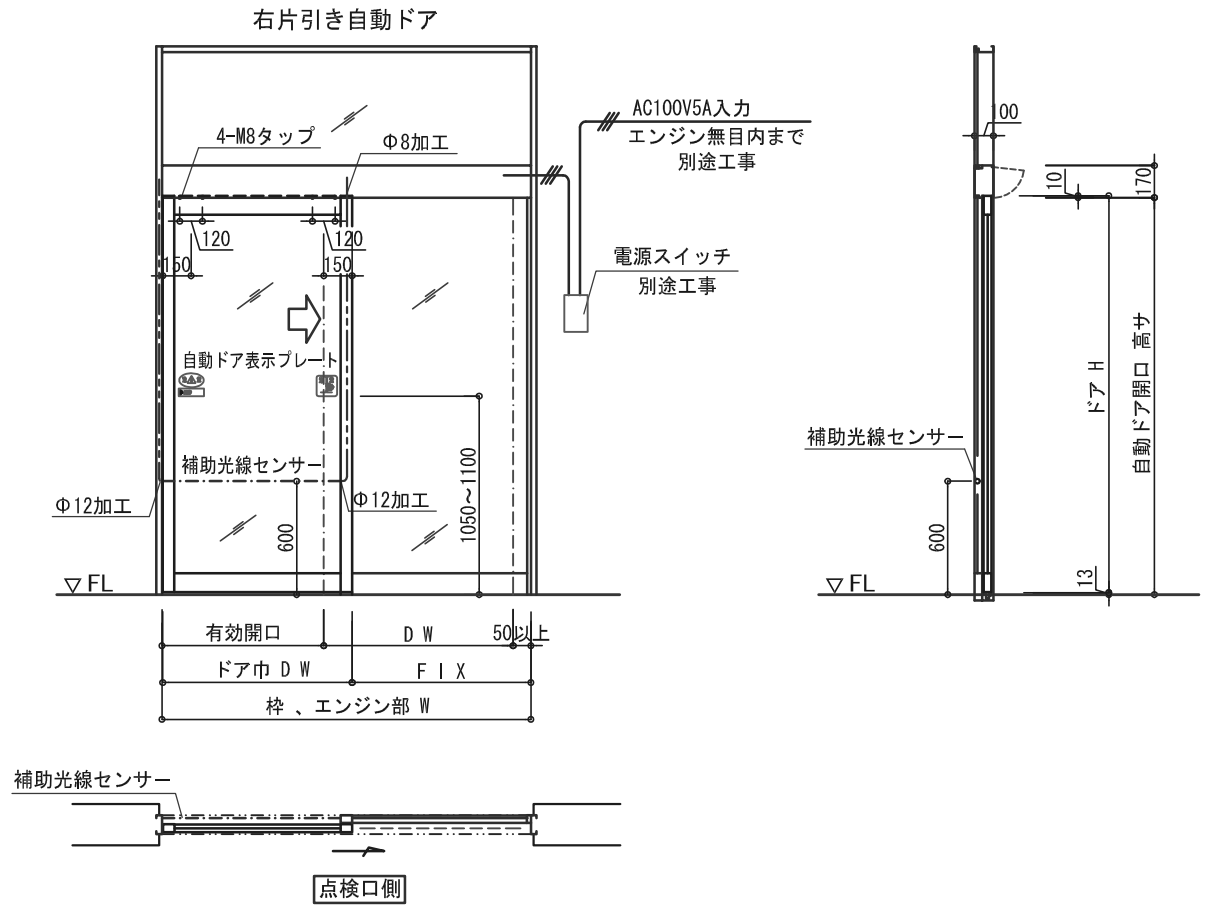 右片引き自動ドア
AC100V5A入力
エンジン無目内まで
別途工事
4-M8タップ
Φ8加工
100
10
170
120
120
150
150
電源スイッチ
別途工事
自動ドア表示プレート
ドア H
自動ドア開口 高サ
補助光線センサー
補助光線センサー
Φ12加工
Φ12加工
600
1050～1100
600
13
▽ FL
▽ FL
有効開口
D W
50以上
ドア巾 D W
F I X
枠 、エンジン部 W
補助光線センサー
点検口側